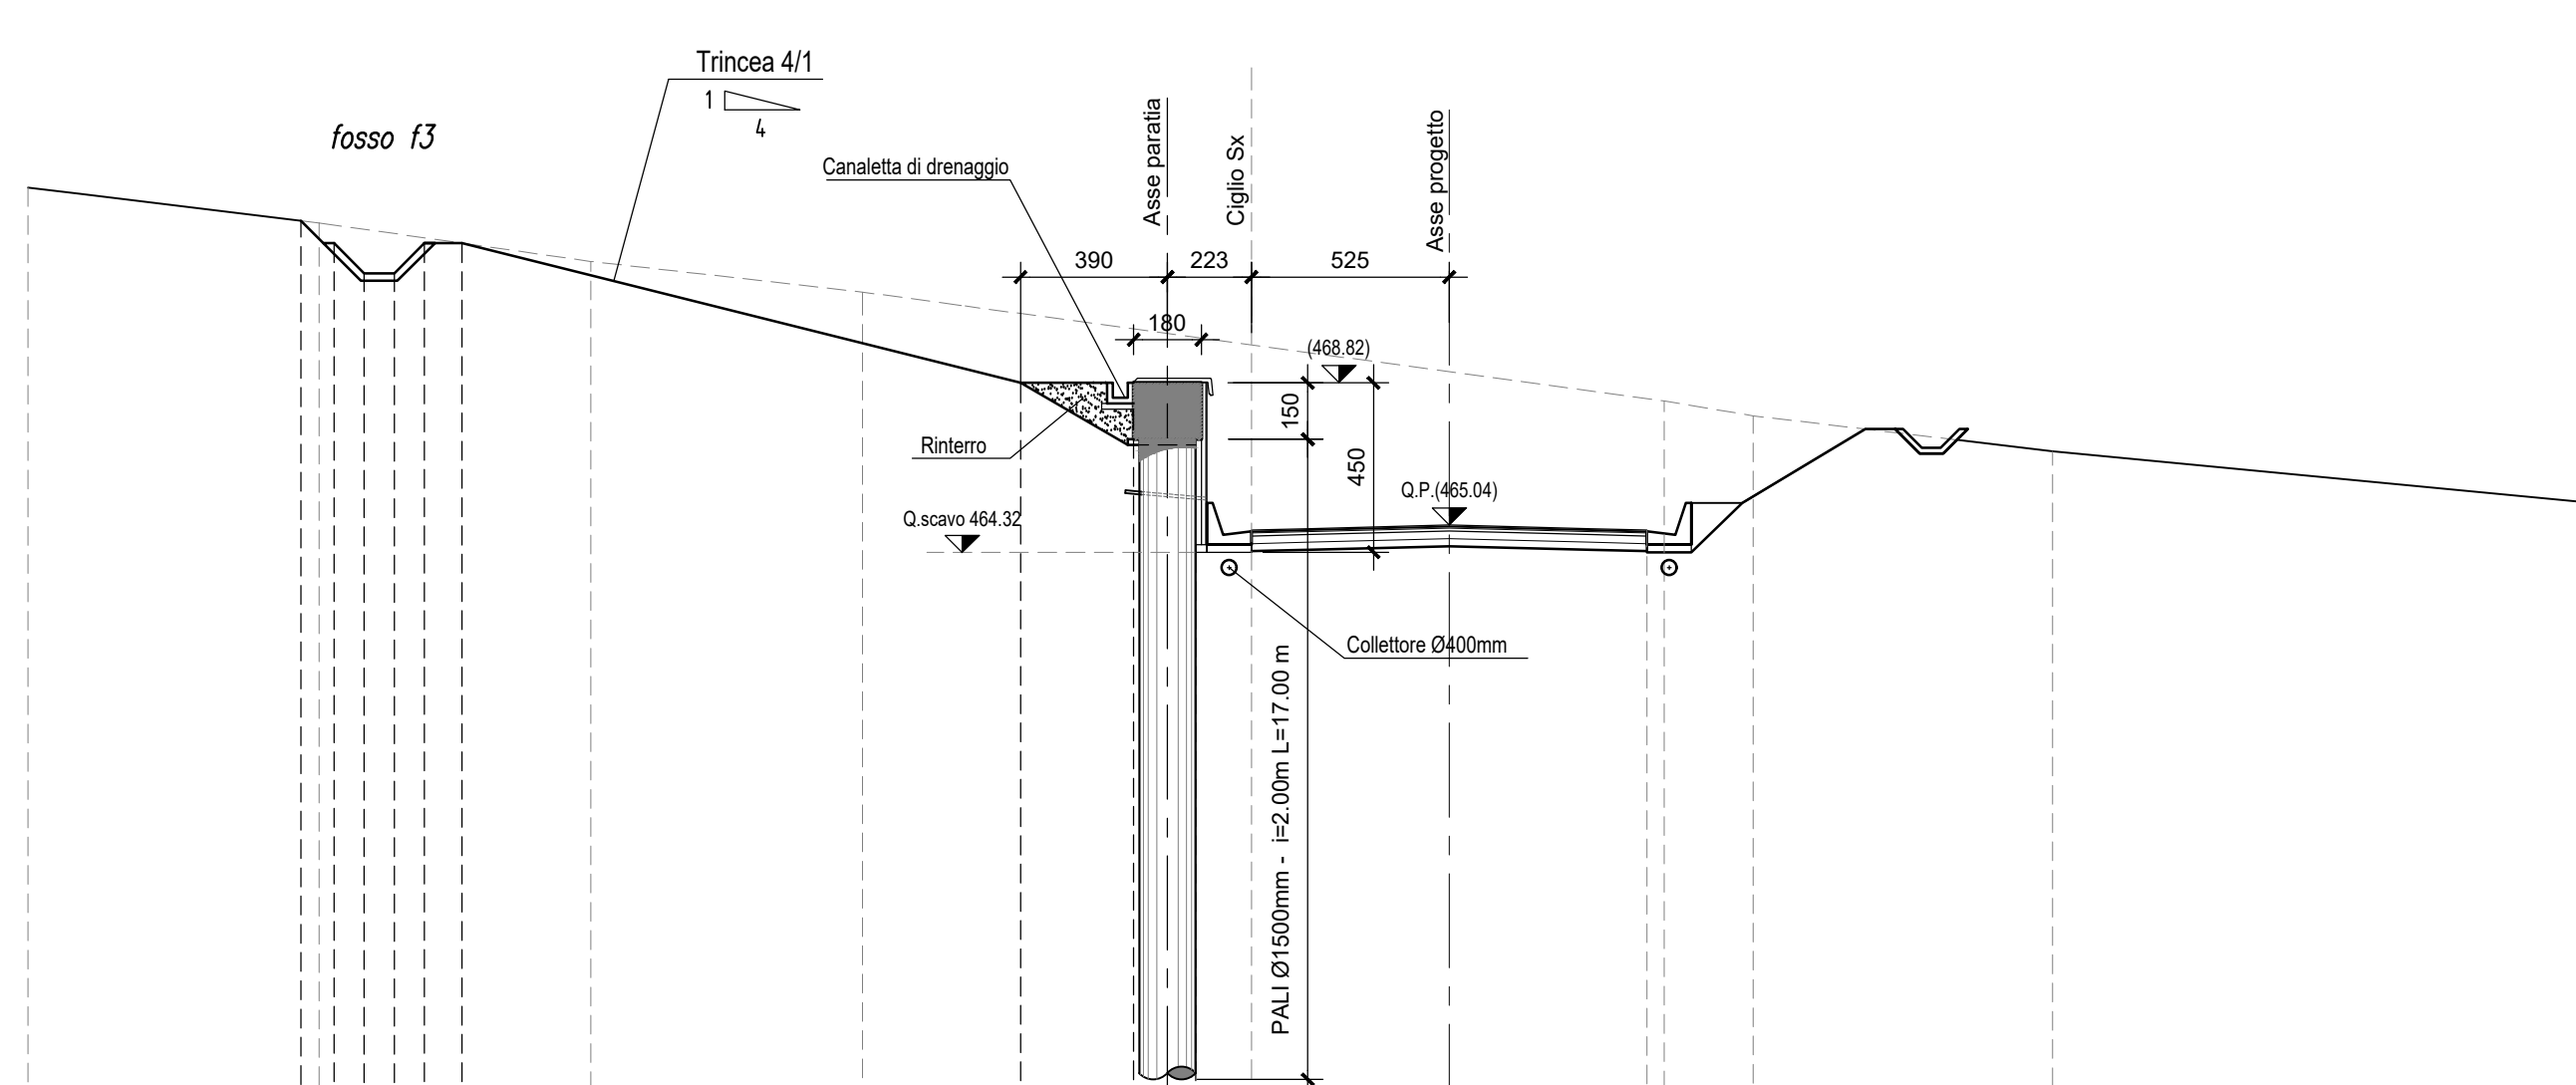 Trincea 4/1
1
4
fosso f3
Canaletta di drenaggio
Asse paratia
Ciglio Sx
Asse progetto
390
223
525
180
(468.82)
150
450
Rinterro
Q.P.(465.04)
Q.scavo 464.32
Collettore Ø400mm
PALI Ø1500mm - i=2.00m L=17.00 m